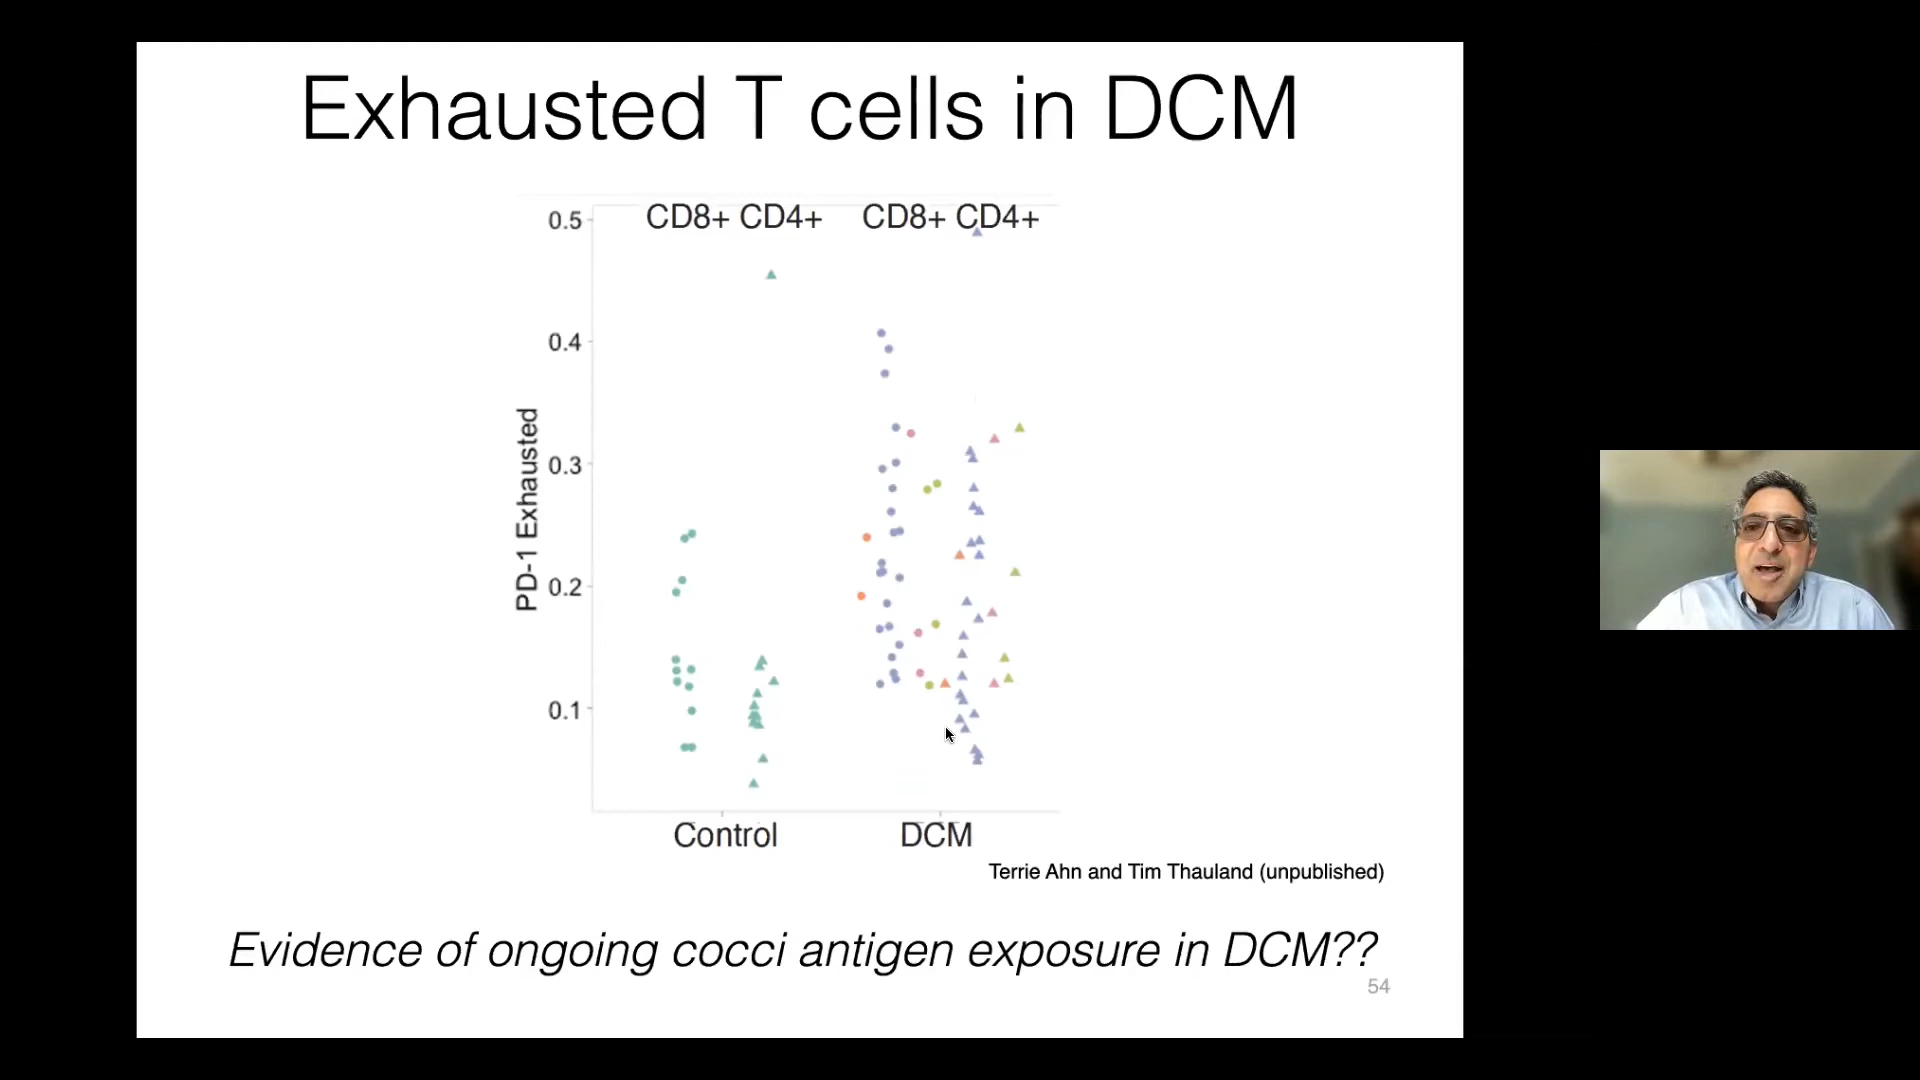 Exhausted T cells in DCM
CD8+ CD4+ CD8+ CD4+
0.5
0.4
0.3
0.2
0.1
PD-1 Exhausted
Control DCM
Terrie Ahn and Tim Thauland (unpublished)
Evidence of ongoing cocci antigen exposure in DCM??
54